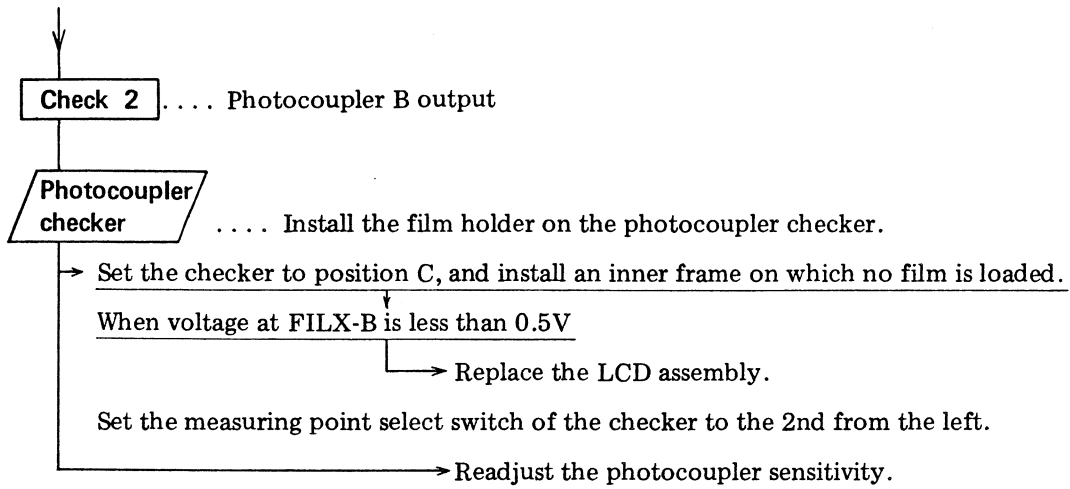 Check 2 .... Photocoupler B output
Photocoupler
checker .... Install the film holder on the photocoupler checker.
Set the checker to position C, and install an inner frame on which no film is loaded.
When voltage at FILX-B is less than 0.5V
Replace the LCD assembly.
Set the measuring point select switch of the checker to the 2nd from the left.
Readjust the photocoupler sensitivity.